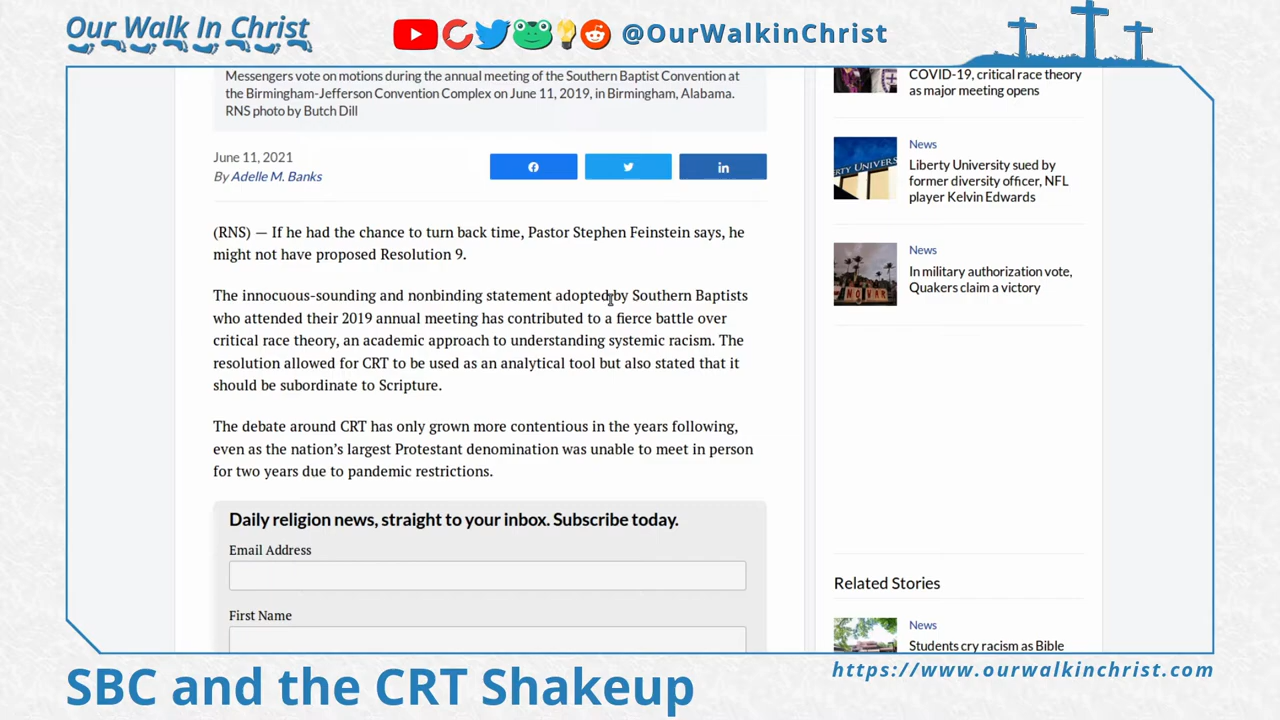 Our Walk In Christ
@OurWalkinChrist
Messengers vote on motions during the annual meeting of the Southern Baptist Convention at
the Birmingham-Jefferson Convention Complex on June 11, 2019, in Birmingham, Alabama.
RNS photo by Butch Dill
June 11, 2021
By Adelle M. Banks
(RNS) — If he had the chance to turn back time, Pastor Stephen Feinstein says, he
might not have proposed Resolution 9.
The innocuous-sounding and nonbinding statement adopted by Southern Baptists
who attended their 2019 annual meeting has contributed to a fierce battle over
critical race theory, an academic approach to understanding systemic racism. The
resolution allowed for CRT to be used as an analytical tool but also stated that it
should be subordinate to Scripture.
The debate around CRT has only grown more contentious in the years following,
even as the nation's largest Protestant denomination was unable to meet in person
for two years due to pandemic restrictions.
Daily religion news, straight to your inbox. Subscribe today.
Email Address
First Name
COVID-19, critical race theory
as major meeting opens
News
Liberty University sued by
former diversity officer, NFL
player Kelvin Edwards
News
In military authorization vote,
Quakers claim a victory
NO WAR
Related Stories
News
Students cry racism as Bible
SBC and the CRT Shakeup
https://www.ourwalkinchrist.com